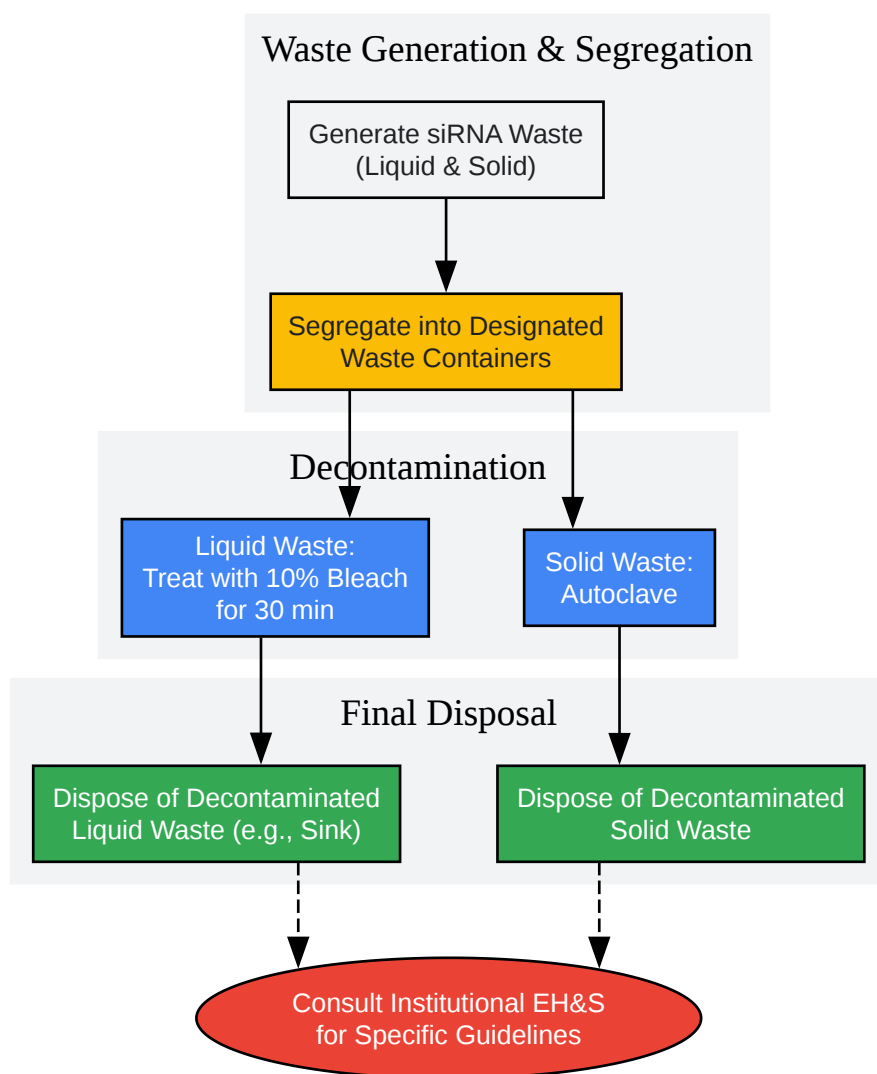 Waste Generation & Segregation
Generate siRNA Waste
(Liquid & Solid)
Segregate into Designated
Waste Containers
Decontamination
Liquid Waste:
Treat with 10% Bleach
for 30 min
Solid Waste:
Autoclave
Final Disposal
Dispose of Decontaminated
Liquid Waste (e.g., Sink)
Dispose of Decontaminated
Solid Waste
Consult Institutional EH&S
for Specific Guidelines